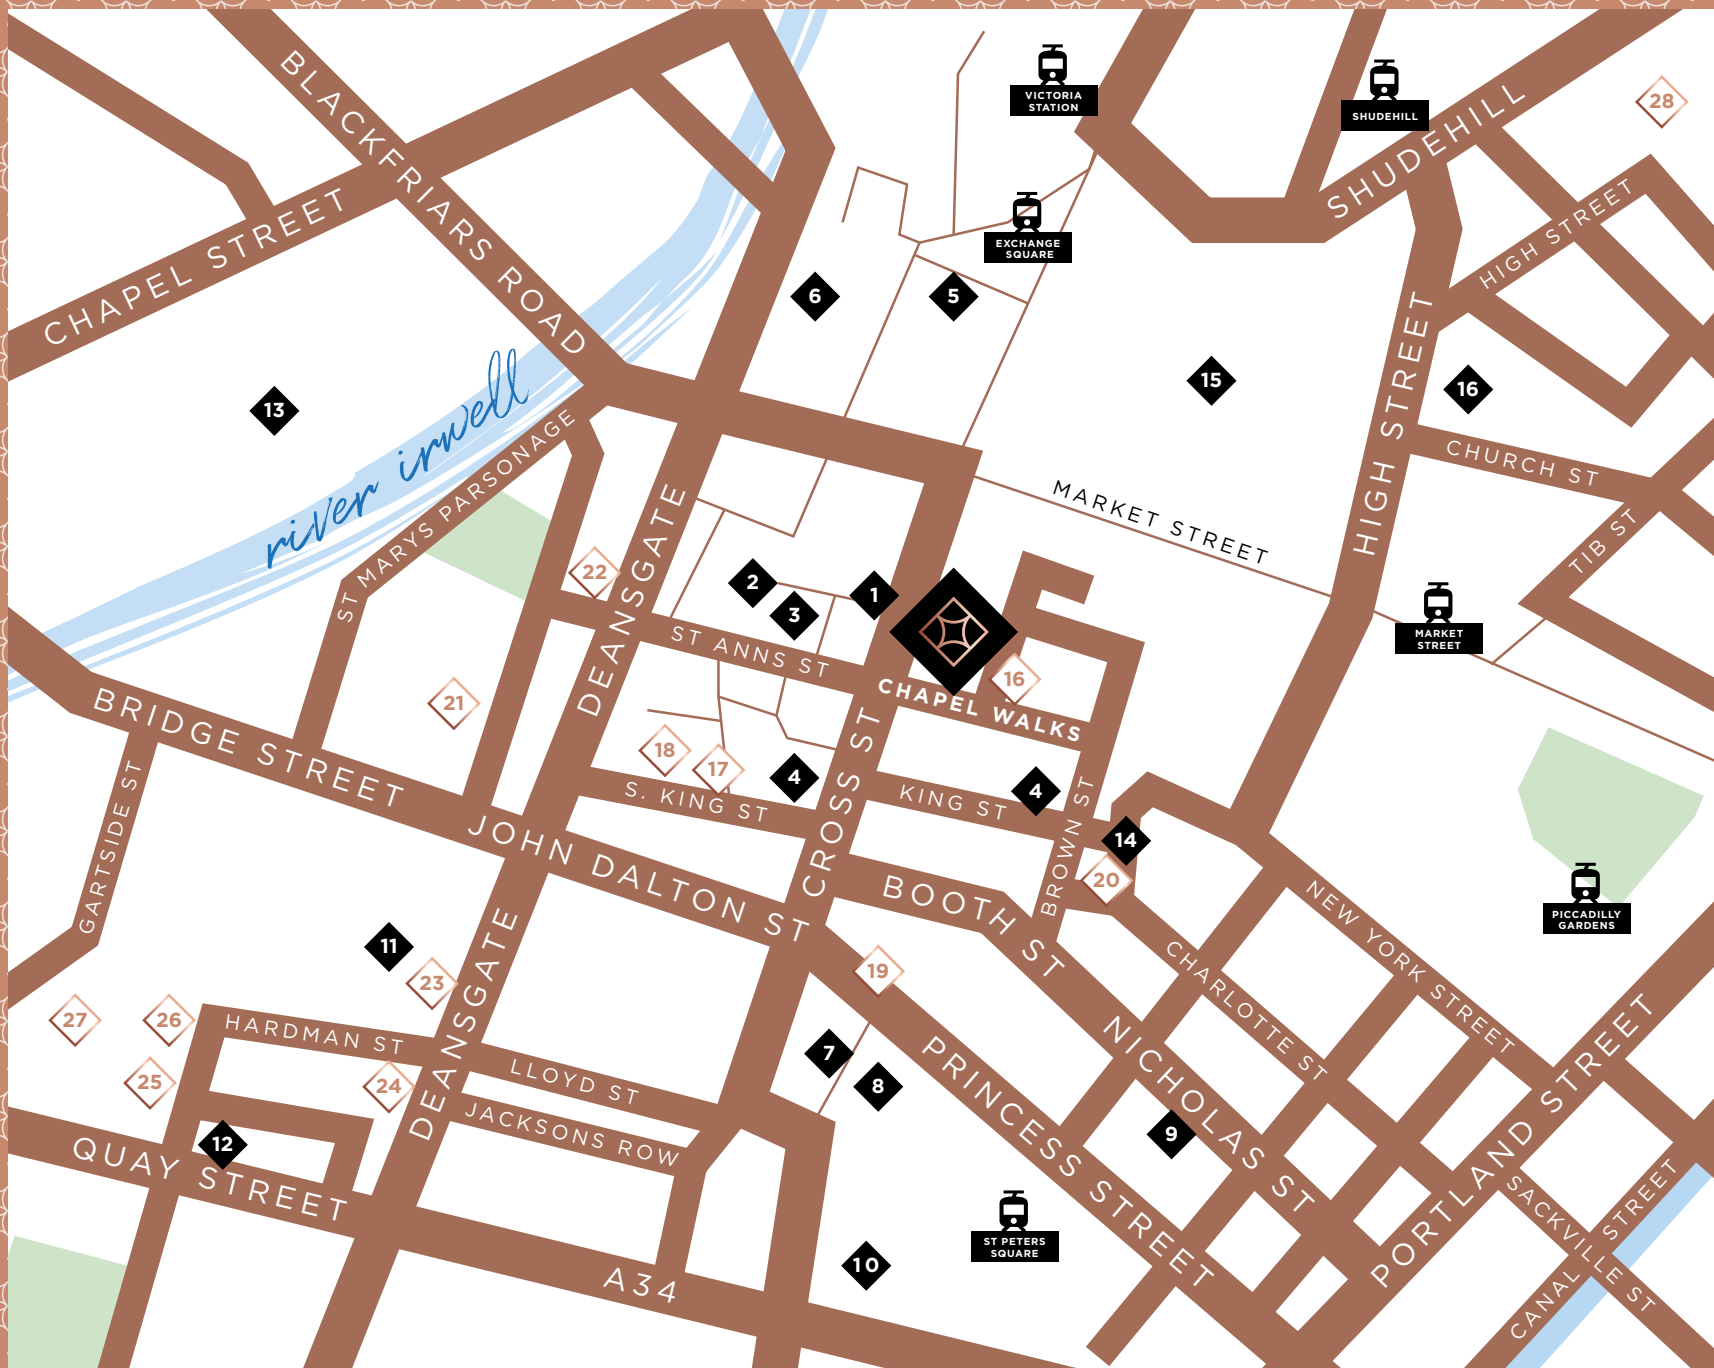 VICTORIA
STATION
SHUDEHILL
28
BLACKFRIARS ROAD
SHUDEHILL
CHAPEL STREET
HIGH STREET
EXCHANGE
SQUARE
6
5
15
16
13
river irwell
HIGH STREET
CHURCH ST
ST MARYS PARSONAGE
MARKET STREET
TIB ST
DEANSGATE
22
2
3
1
MARKET
STREET
ST ANNS ST
16
CHAPEL WALKS
21
BRIDGE STREET
18
17
4
S. KING ST
CROSS ST
KING ST
4
BROWN ST
14
20
GARTSIDE ST
JOHN DALTON ST
BOOTH ST
NEW YORK STREET
PICCADILLY
GARDENS
11
23
DEANSGATE
19
CHARLOTTE ST
27
26
25
HARDMAN ST
24
LLOYD ST
JACKSONS ROW
7
8
PRINCESS STREET
NICHOLAS ST
9
PORTLAND STREET
12
QUAY STREET
ST PETERS
SQUARE
10
A34
SACKVILLE ST
CANAL STREET